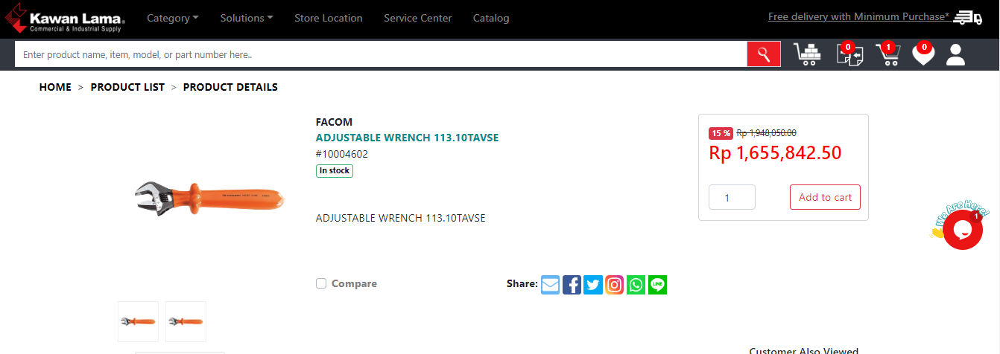 Kawan Lama®
Commercial & Industrial Supply
Category
Solutions
Store Location
Service Center
Catalog
Free delivery with Minimum Purchase*
Enter product name, item, model, or part number here..
0
1
0
HOME > PRODUCT LIST > PRODUCT DETAILS
FACOM
ADJUSTABLE WRENCH 113.10TAVSE
#10004602
In stock
ADJUSTABLE WRENCH 113.10TAVSE
15 % Rp 1,948,050.00
Rp 1,655,842.50
1
Add to cart
We Are Here!
1
Compare
Share:
LINE
Customer Also Viewed